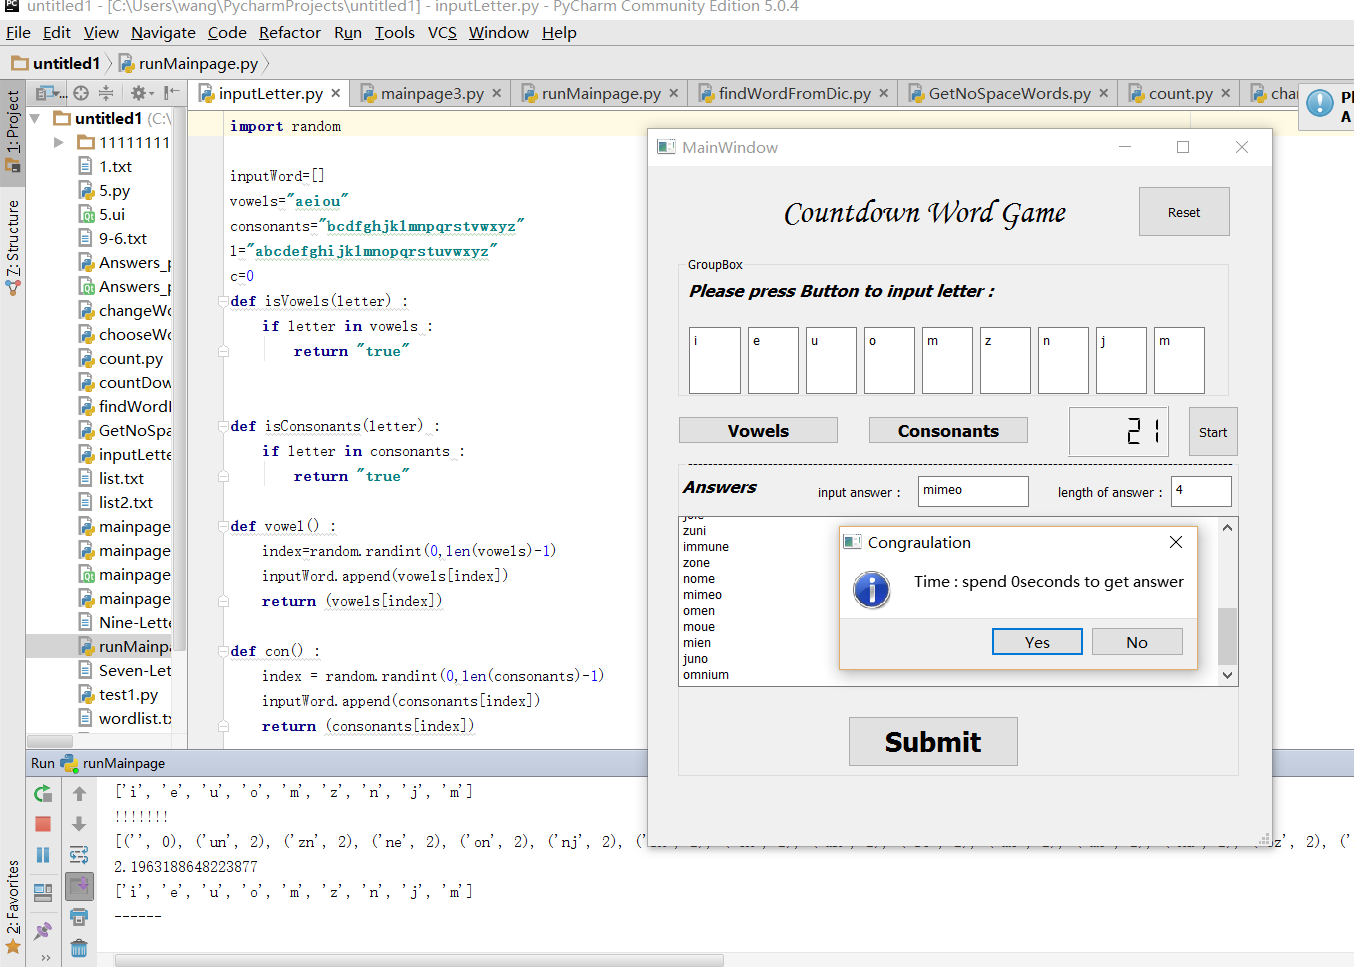 untitled1 - [C:\Users\wang\PycharmProjects\untitled1] - inputLetter.py - PyCharm Community Edition 5.0.4
File Edit View Navigate Code Refactor Run Tools VCS Window Help
untitled1 runMainpage.py
1: Project
7: Structure
2: Favorites
inputLetter.py mainpage3.py runMainpage.py findWordFromDic.py GetNoSpaceWords.py count.py
untitled1 (C:\
11111111
1.txt
5.py
5.ui
9-6.txt
Answers_p
Answers_p
changeWo
chooseWo
count.py
countDow
findWordI
GetNoSpa
inputLette
list.txt
list2.txt
mainpage
mainpage
mainpage
mainpage
Nine-Lette
runMainpa
Seven-Let
test1.py
wordlist.tx
import random
inputWord=[]
vowels="aeiou"
consonants="bcdfghjklmnpqrstvwxyz"
l="abcdefghijklmnopqrstuvwxyz"
c=0
def isVowels(letter) :
if letter in vowels :
return "true"
def isConsonants(letter) :
if letter in consonants :
return "true"
def vowel() :
index=random.randint(0,len(vowels)-1)
inputWord.append(vowels[index])
return (vowels[index])
def con() :
index = random.randint(0,len(consonants)-1)
inputWord.append(consonants[index])
return (consonants[index])
MainWindow
Countdown Word Game
Reset
GroupBox
Please press Button to input letter :
i e u o m z n j m
Vowels Consonants 21 Start
Answers input answer : mimeo length of answer : 4
zuni
immune
zone
nome
mimeo
omen
moue
mien
juno
omnium
Congraulation
Time : spend 0seconds to get answer
Yes No
Submit
Run runMainpage
['i', 'e', 'u', 'o', 'm', 'z', 'n', 'j', 'm']
!!!!!!!
[('', 0), ('un', 2), ('zn', 2), ('ne', 2), ('on', 2), ('nj', 2), ('
2.1963188648223877
['i', 'e', 'u', 'o', 'm', 'z', 'n', 'j', 'm']
------